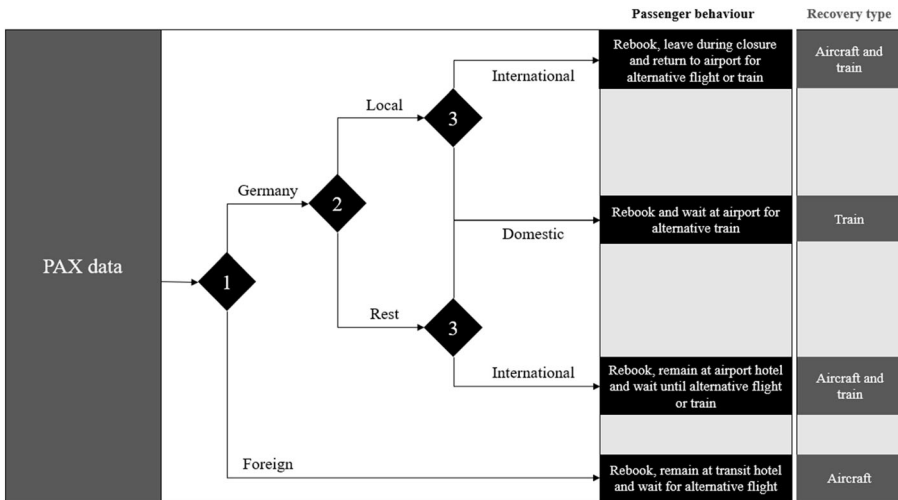 Passenger behaviour
Recovery type
Rebook, leave during closure
and return to airport for
alternative flight or train
Aircraft and
train
International
Local
3
Germany
2
Rebook and wait at airport for
alternative train
Train
Domestic
PAX data
1
Rest
3
International
Rebook, remain at airport hotel
and wait until alternative flight
or train
Aircraft and
train
Foreign
Rebook, remain at transit hotel
and wait for alternative flight
Aircraft